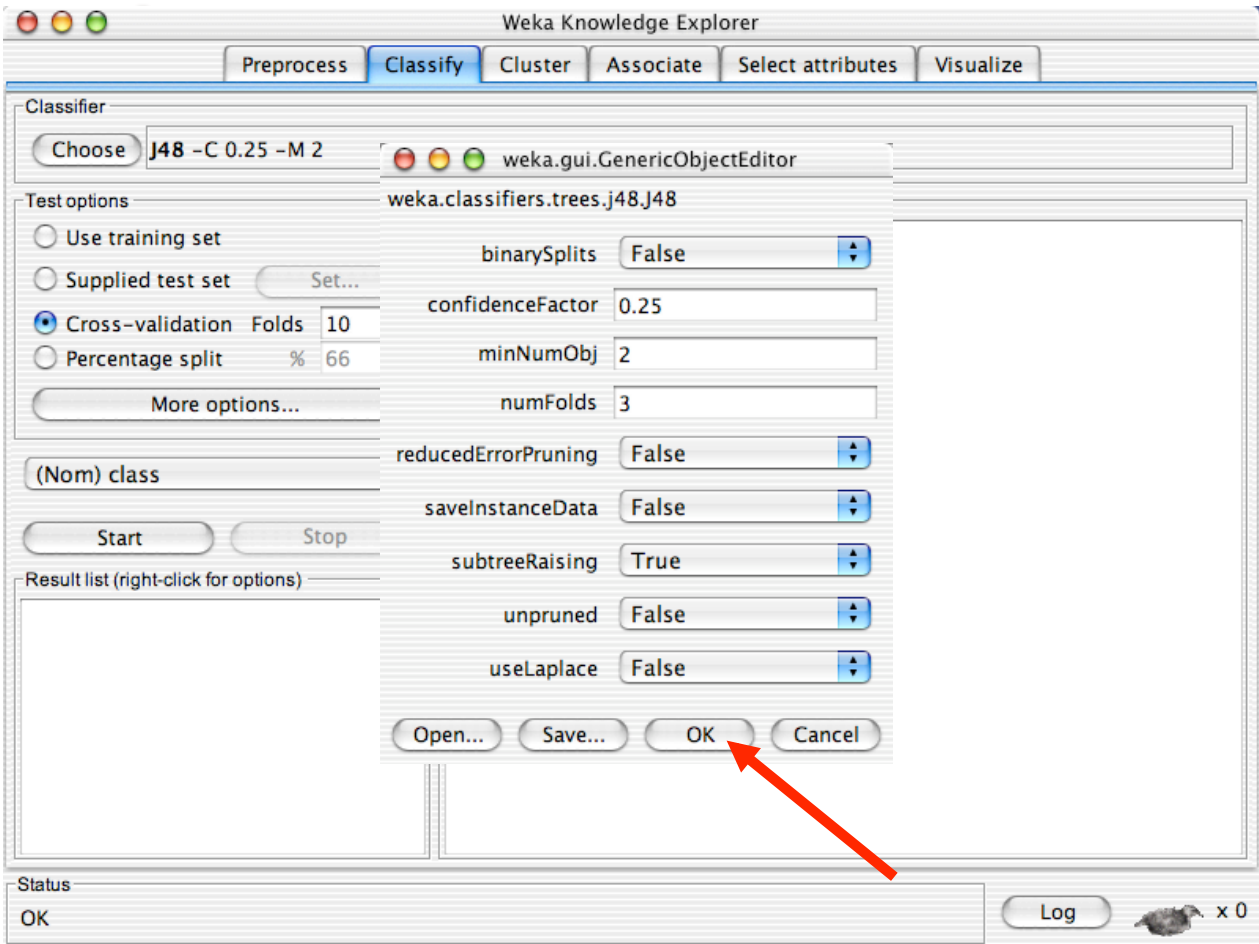 Weka Knowledge Explorer
Preprocess Classify Cluster Associate Select attributes Visualize
Classifier
Choose J48 -C 0.25 -M 2
weka.gui.GenericObjectEditor
weka.classifiers.trees.j48.J48
Test options
Use training set
Supplied test set Set...
Cross-validation Folds 10
Percentage split % 66
More options...
(Nom) class
Start Stop
Result list (right-click for options)
binarySplits False
confidenceFactor 0.25
minNumObj 2
numFolds 3
reducedErrorPruning False
saveInstanceData False
subtreeRaising True
unpruned False
useLaplace False
Open... Save... OK Cancel
Status
OK
Log x 0